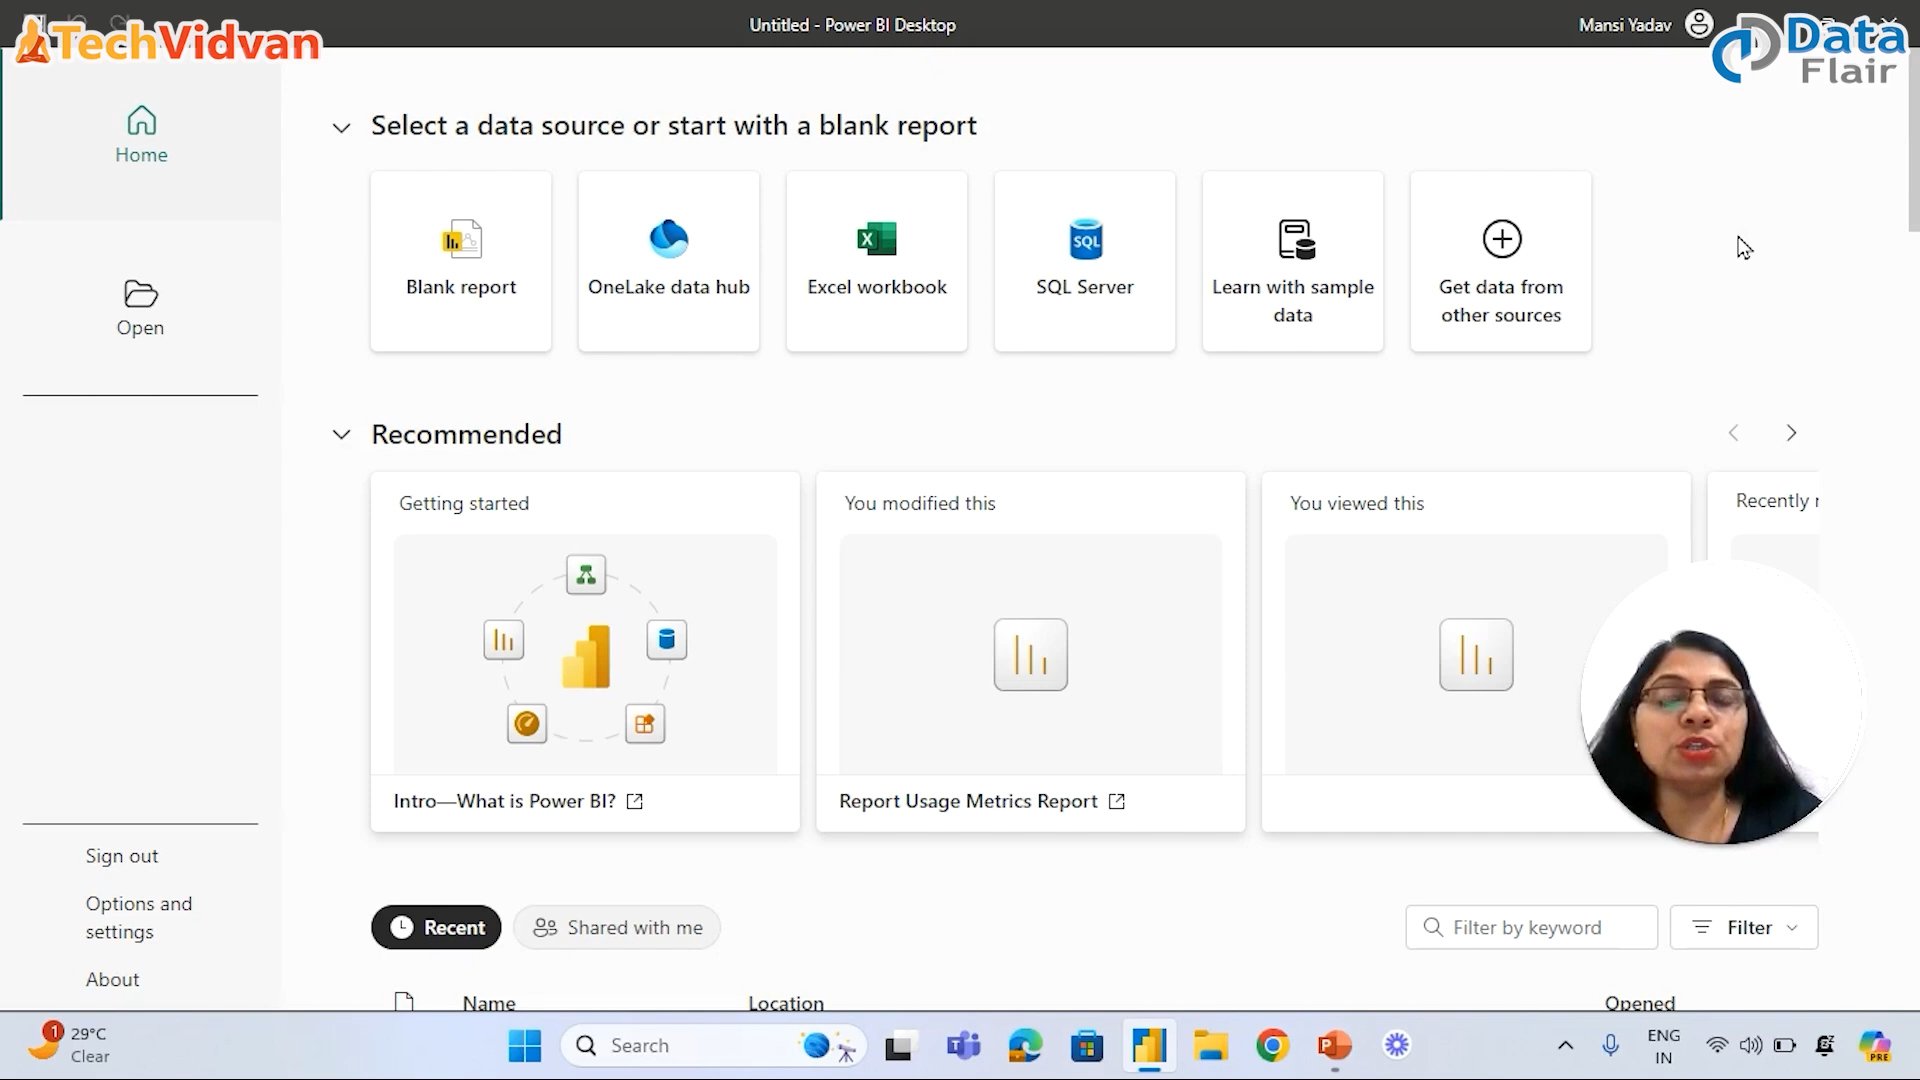 TechVidvan
Untitled - Power BI Desktop
Mansi Yadav
Data
Flair
Home
Open
Select a data source or start with a blank report
Blank report
OneLake data hub
Excel workbook
SQL
SQL Server
Learn with sample
data
Get data from
other sources
Recommended
Getting started
You modified this
You viewed this
Recently
Intro—What is Power BI?
Report Usage Metrics Report
Sign out
Options and
settings
About
Recent
Shared with me
Filter by keyword
Filter
Name
Location
Opened
1
29°C
Clear
Search
ENG
IN
PRE